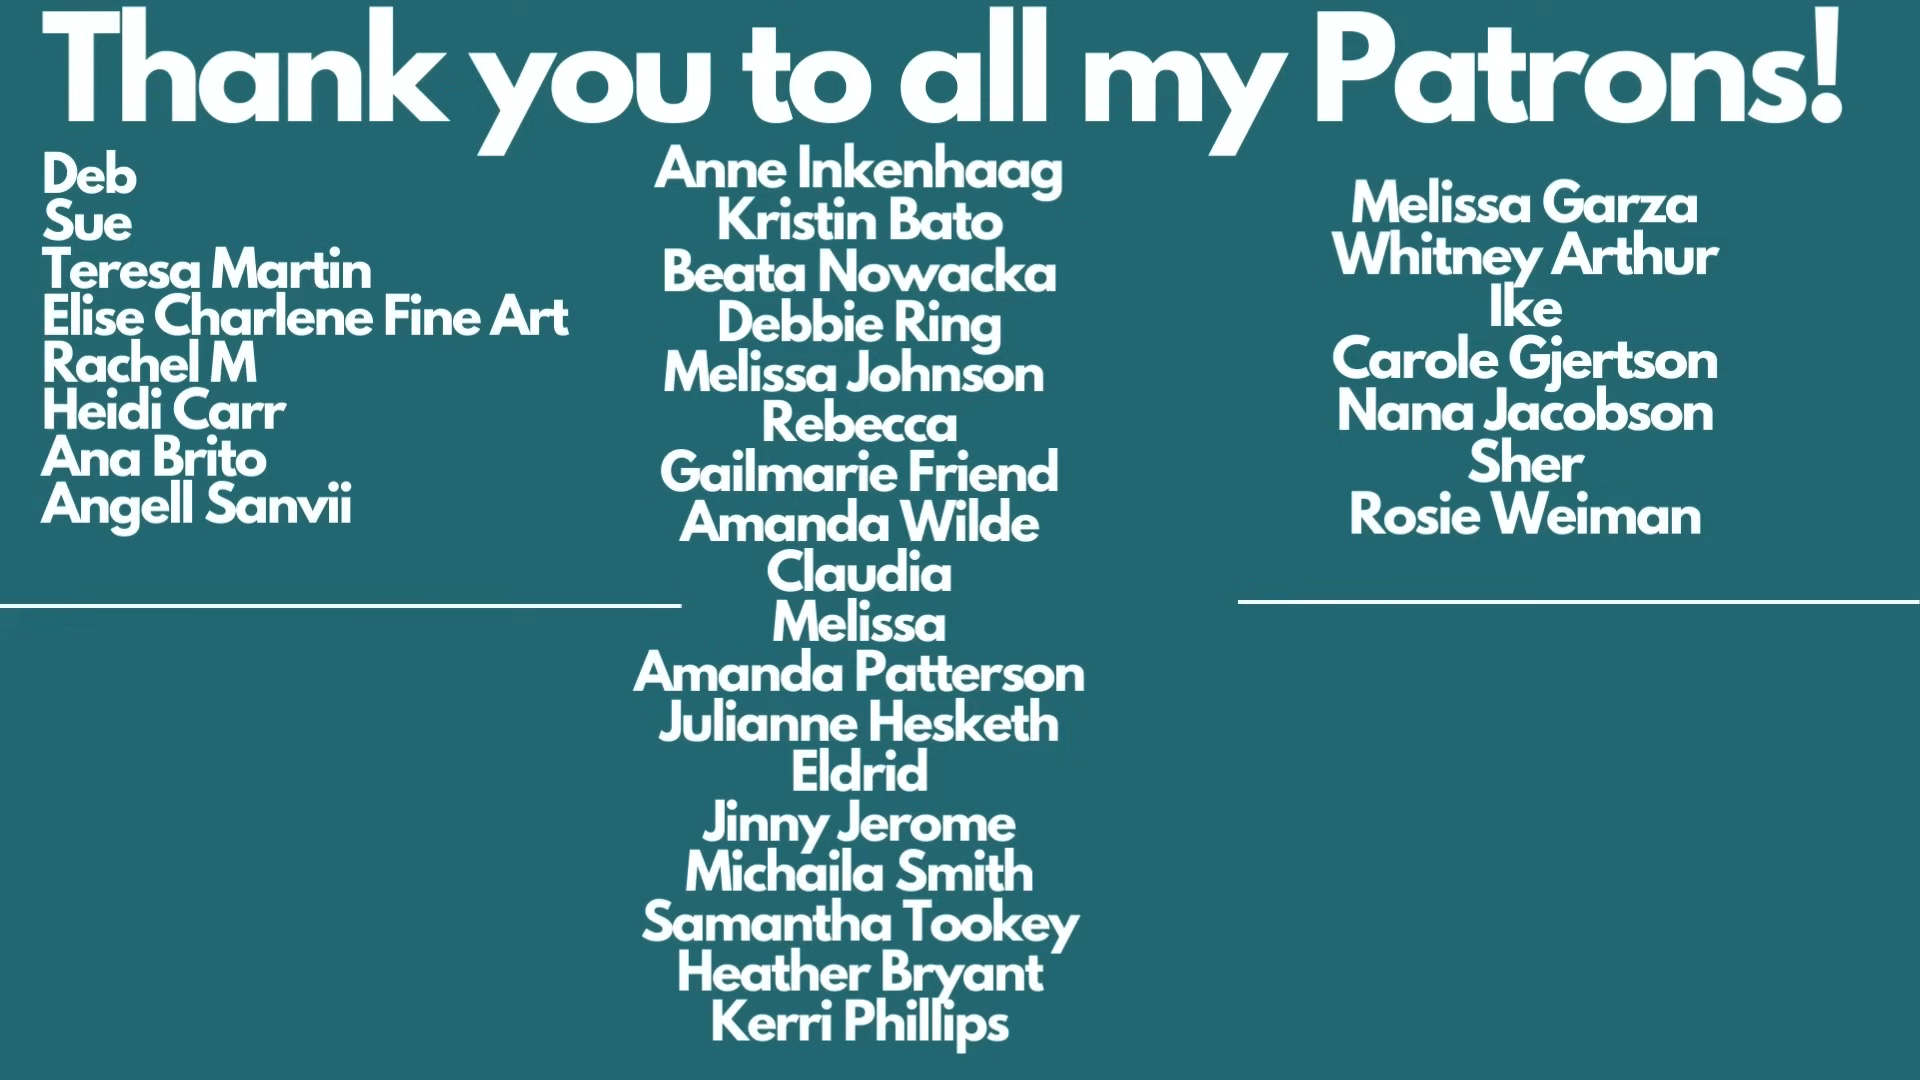 Thank you to all my Patrons!
Deb
Sue
Teresa Martin
Elise Charlene Fine Art
Rachel M
Heidi Carr
Ana Brito
Angell Sanvii
Anne Inkenhaag
Kristin Bato
Beata Nowacka
Debbie Ring
Melissa Johnson
Rebecca
Gailmarie Friend
Amanda Wilde
Claudia
Melissa
Amanda Patterson
Julianne Hesketh
Eldrid
Jinny Jerome
Michaila Smith
Samantha Tookey
Heather Bryant
Kerri Phillips
Melissa Garza
Whitney Arthur
Ike
Carole Gjertson
Nana Jacobson
Sher
Rosie Weiman